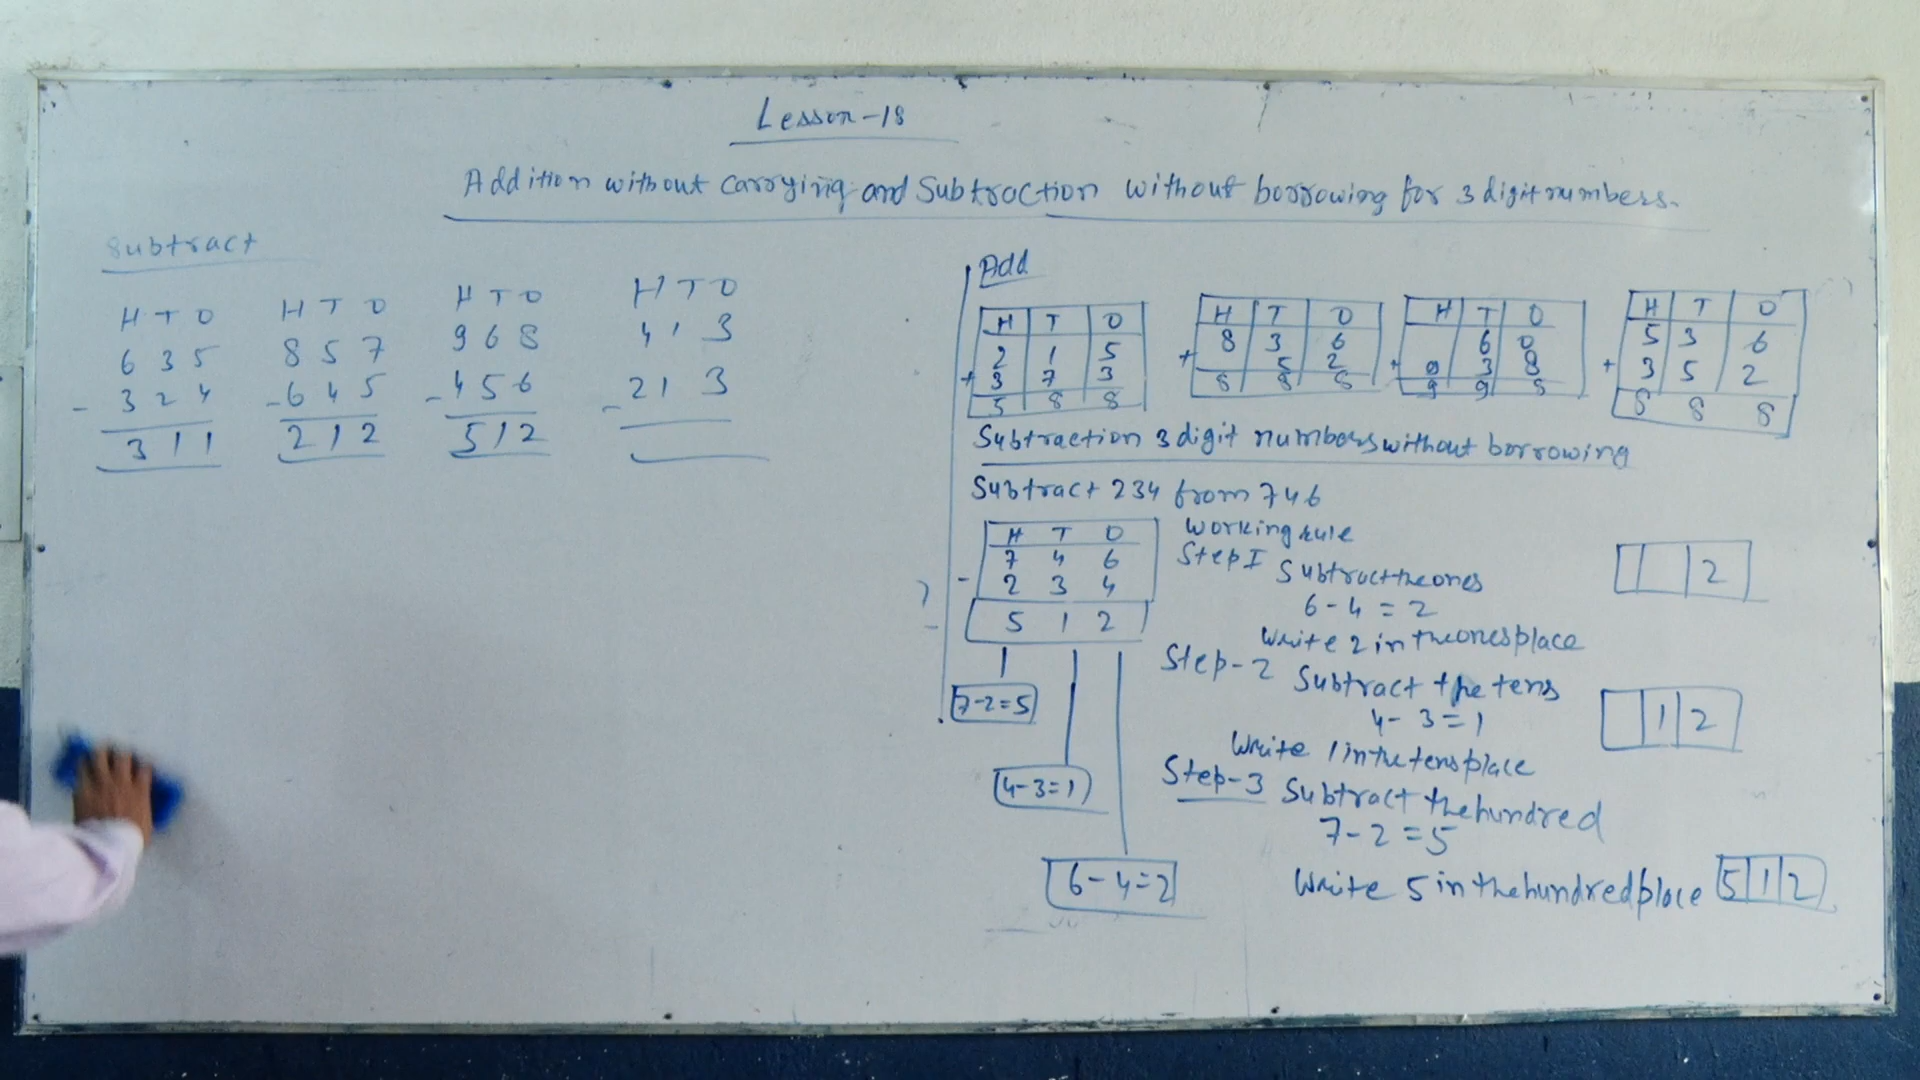 Lesson-18
Addition without carrying and Subtraction without borrowing for 3 digit numbers.
Subtract
H T O
6 3 5
- 3 2 4
3 1 1
H T O
8 5 7
- 6 4 5
2 1 2
H T O
9 6 8
- 4 5 6
5 1 2
H T O
4 1 3
- 2 1 3
Add
H T O
2 1 5
+ 3 7 3
5 8 8
H T O
8 3 6
+ 5 2
8 8 8
H T O
6 0
+ 9 3 8
9 9 8
H T O
5 3 6
+ 3 5 2
8 8 8
Subtraction 3 digit numbers without borrowing
Subtract 234 from 746
H T O
7 4 6
- 2 3 4
5 1 2
7-2=5
4-3=1
6-4=2
Working rule
Step I Subtract the ones
6-4=2
2
Write 2 in the ones place
Step-2 Subtract the tens
4-3=1
1 2
Write 1 in the tens place
Step-3 Subtract the hundred
7-2=5
Write 5 in the hundred place 5 1 2